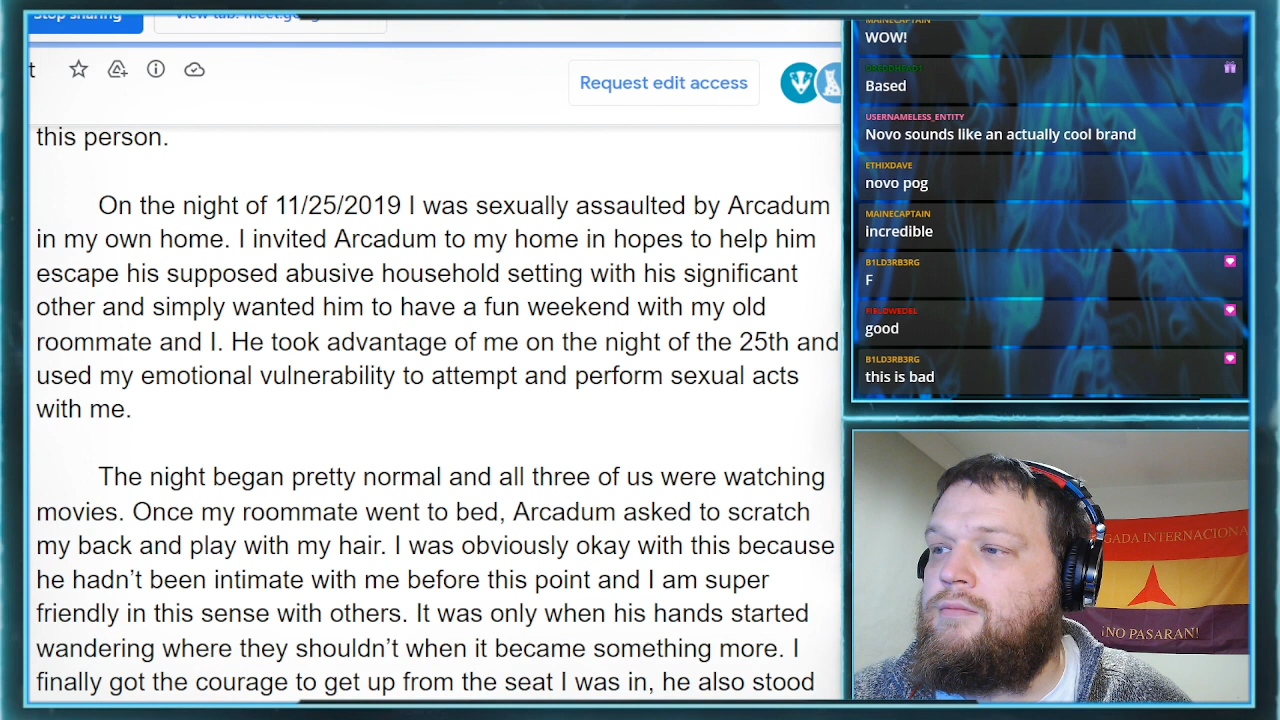 Stop sharing
View tab: meet.goog
t
Request edit access
this person.
On the night of 11/25/2019 I was sexually assaulted by Arcadum
in my own home. I invited Arcadum to my home in hopes to help him
escape his supposed abusive household setting with his significant
other and simply wanted him to have a fun weekend with my old
roommate and I. He took advantage of me on the night of the 25th and
used my emotional vulnerability to attempt and perform sexual acts
with me.
The night began pretty normal and all three of us were watching
movies. Once my roommate went to bed, Arcadum asked to scratch
my back and play with my hair. I was obviously okay with this because
he hadn’t been intimate with me before this point and I am super
friendly in this sense with others. It was only when his hands started
wandering where they shouldn’t when it became something more. I
finally got the courage to get up from the seat I was in, he also stood
MAINECAPTAIN
WOW!
Based
USERNAMELESS_ENTITY
Novo sounds like an actually cool brand
ETHIXDAVE
novo pog
MAINECAPTAIN
incredible
B1LD3RB3RG
F
FIELDWEDEL
good
B1LD3RB3RG
this is bad
GADA INTERNACIONA
¡NO PASARAN!